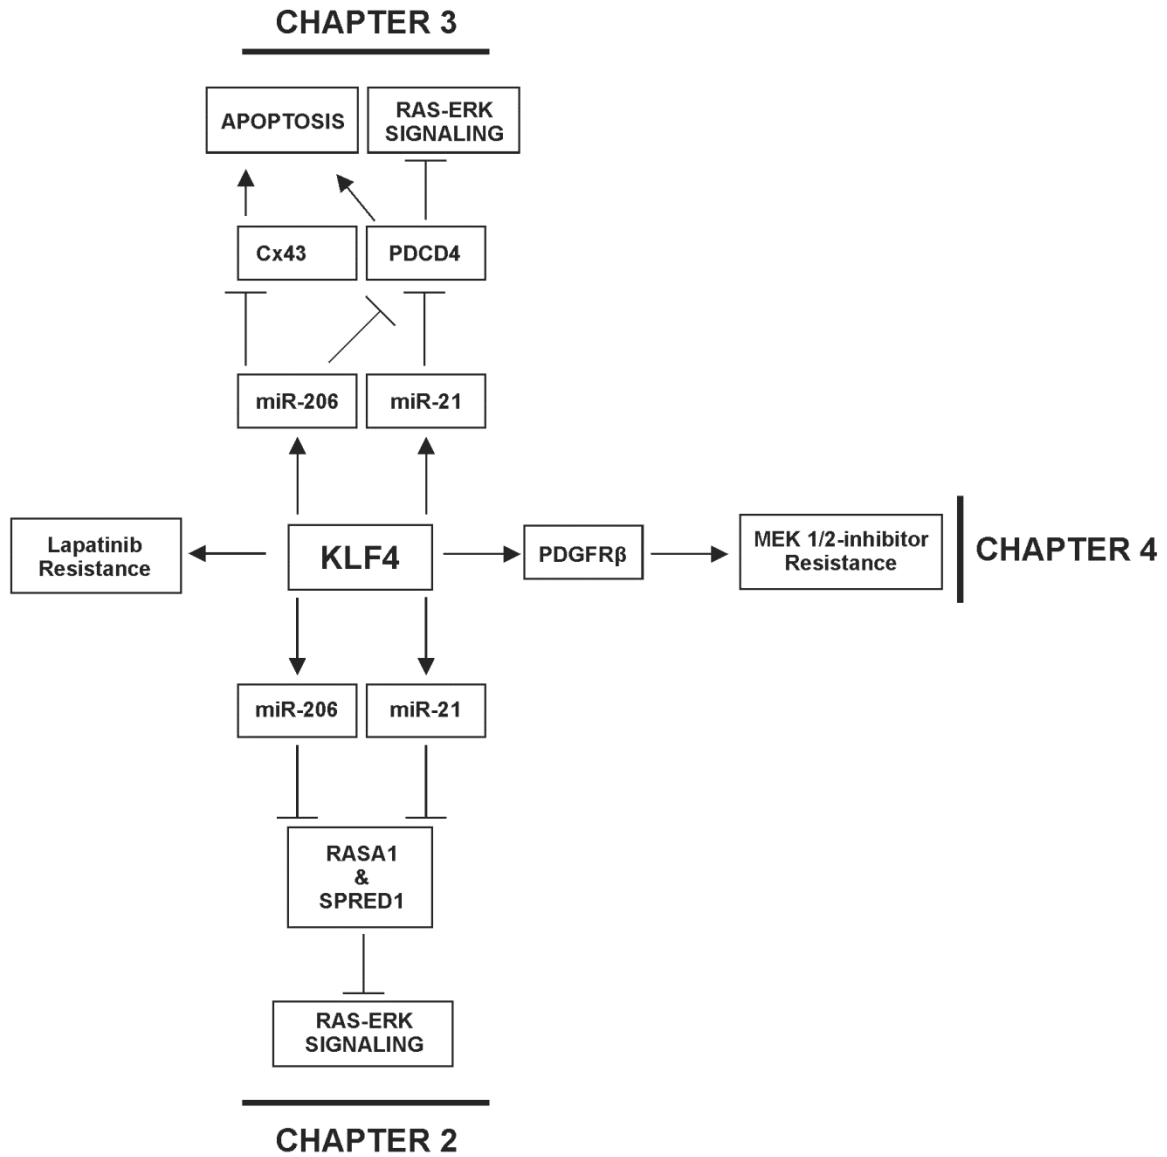 CHAPTER 3
APOPTOSIS
RAS-ERK
SIGNALING
Cx43
PDCD4
miR-206
miR-21
Lapatinib
Resistance
KLF4
PDGFRβ
MEK 1/2-inhibitor
Resistance
CHAPTER 4
miR-206
miR-21
RASA1
&
SPRED1
RAS-ERK
SIGNALING
CHAPTER 2